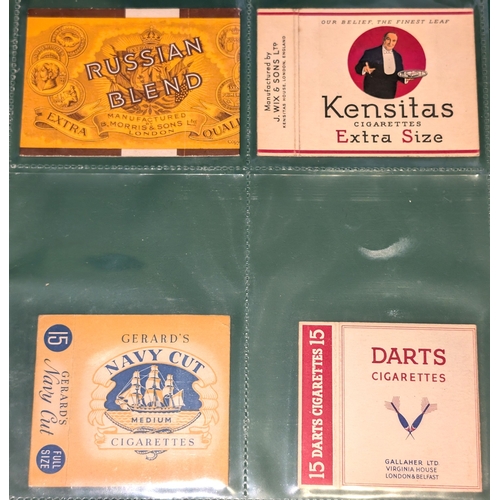 RUSSIAN
BLEND
EXTRA
MANUFACTURED
B. MORRIS & SONS LTD
LONDON
Manufactured by
J. WIX & SONS LTD
KENSITAS HOUSE, LONDON, ENGLAND
OUR BELIEF, THE FINEST LEAF
Kensitas
CIGARETTES
Extra Size
15
GERARD'S
Navy Cut
FULL
SIZE
GERARD'S
NAVY CUT
MEDIUM
CIGARETTES
15 DARTS CIGARETTES 15
DARTS
CIGARETTES
GALLAHER LTD.
VIRGINIA HOUSE
LONDON & BELFAST